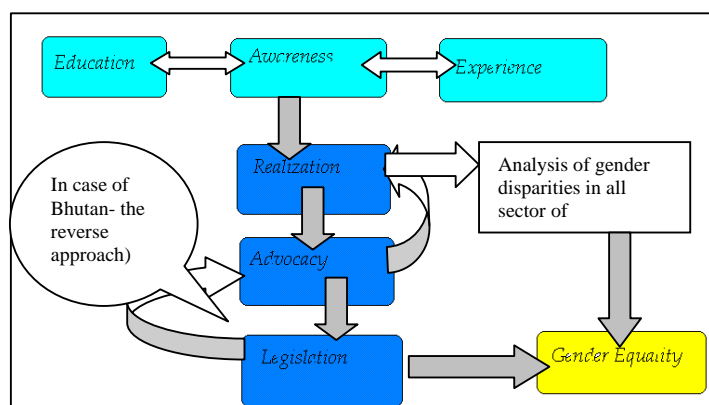 Education
Awareness
Experience
Realization
Analysis of gender
disparities in all
sector of
In case of
Bhutan- the
reverse
approach)
Advocacy
Legislation
Gender Equality